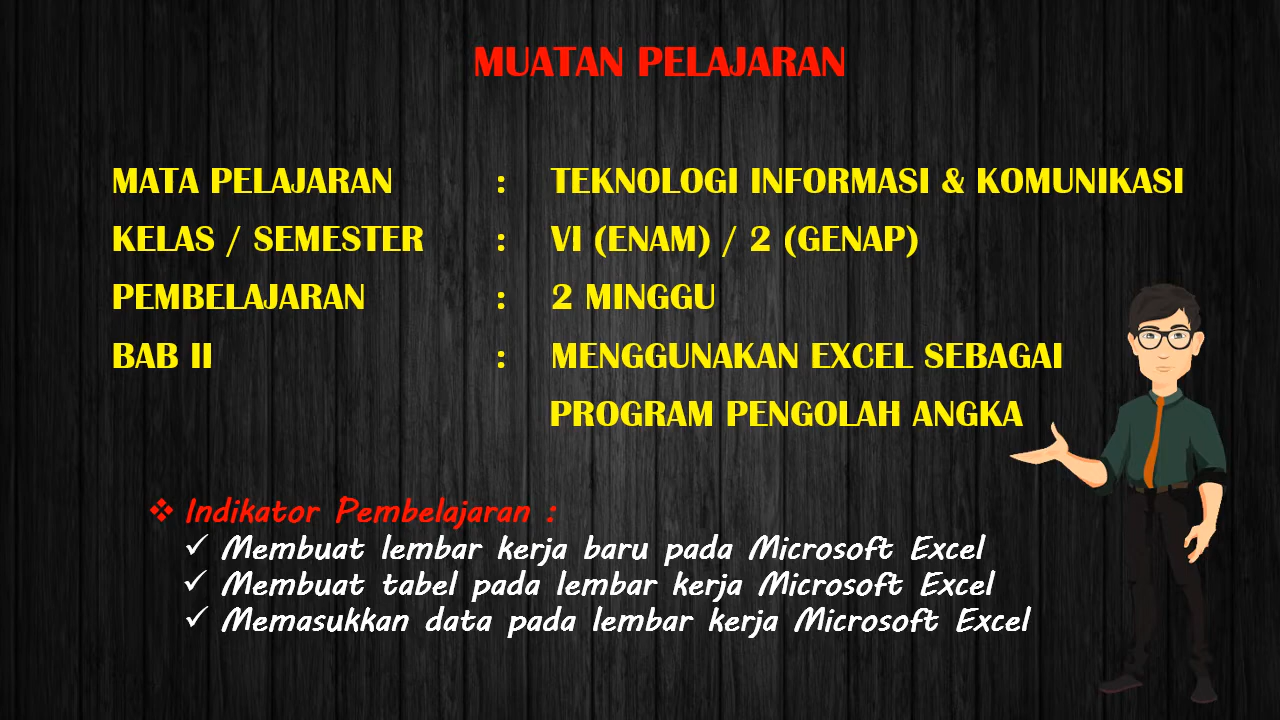 MUATAN PELAJARAN
MATA PELAJARAN : TEKNOLOGI INFORMASI & KOMUNIKASI
KELAS / SEMESTER : VI (ENAM) / 2 (GENAP)
PEMBELAJARAN : 2 MINGGU
BAB II : MENGGUNAKAN EXCEL SEBAGAI
PROGRAM PENGOLAH ANGKA
❖ Indikator Pembelajaran :
✓ Membuat lembar kerja baru pada Microsoft Excel
✓ Membuat tabel pada lembar kerja Microsoft Excel
✓ Memasukkan data pada lembar kerja Microsoft Excel